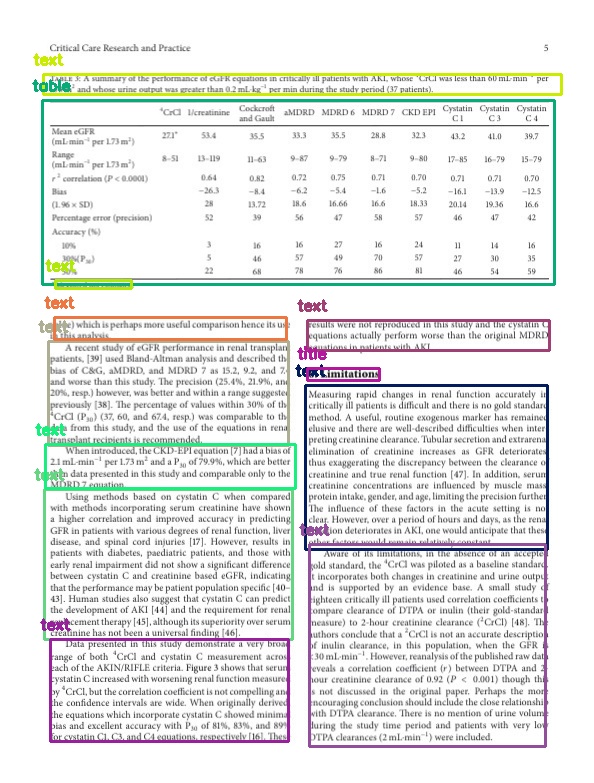 Critical Care Research and Practice 5
text
TABLE 3: A summary of the performance of eGFR equations in critically ill patients with AKI, whose 4CrCl was less than 60 mL·min−1 per
table and whose urine output was greater than 0.2 mL·kg−1 per min during the study period (37 patients).
4CrCl 1/creatinine Cockcroft and Gault aMDRD MDRD 6 MDRD 7 CKD EPI Cystatin C 1 Cystatin C 3 Cystatin C 4
Mean eGFR (mL·min−1 per 1.73 m2) 27.1* 53.4 35.5 33.3 35.5 28.8 32.3 43.2 41.0 39.7
Range (mL·min−1 per 1.73 m2) 8–51 13–119 11–63 9–87 9–79 8–71 9–80 17–85 16–79 15–79
r2 correlation (P < 0.0001) 0.64 0.82 0.72 0.75 0.71 0.70 0.71 0.71 0.70
Bias −26.3 −8.4 −6.2 −5.4 −1.6 −5.2 −16.1 −13.9 −12.5
(1.96 × SD) 28 13.72 18.6 16.66 16.6 18.33 20.14 19.36 16.6
Percentage error (precision) 52 39 56 47 58 57 46 47 42
Accuracy (%)
10% 3 16 16 27 16 24 11 14 16
30%(P30) 5 46 57 49 70 57 27 30 35
text
50% 22 68 78 76 86 81 46 54 59
text
which is perhaps more useful comparison hence its use
text
in this analysis.
A recent study of eGFR performance in renal transplant
patients, [39] used Bland-Altman analysis and described the
bias of C&G, aMDRD, and MDRD 7 as 15.2, 9.2, and 7.
and worse than this study. The precision (25.4%, 21.9%, and
20%, resp.) however, was better and within a range suggested
previously [38]. The percentage of values within 30% of the
4CrCl (P30) (37, 60, and 67.4, resp.) was comparable to the
from this study, and the use of the equations in renal
text
transplant recipients is recommended.
When introduced, the CKD-EPI equation [7] had a bias of
2.1 mL·min−1 per 1.73 m2 and a P30 of 79.9%, which are better
than data presented in this study and comparable only to the
text
MDRD 7 equation.
Using methods based on cystatin C when compared
with methods incorporating serum creatinine have shown
a higher correlation and improved accuracy in predicting
GFR in patients with various degrees of renal function, liver
disease, and spinal cord injuries [17]. However, results in
patients with diabetes, paediatric patients, and those with
early renal impairment did not show a significant difference
between cystatin C and creatinine based eGFR, indicating
that the performance may be patient population specific [40–
43]. Human studies also suggest that cystatin C can predict
the development of AKI [44] and the requirement for renal
replacement therapy [45], although its superiority over serum
text
creatinine has not been a universal finding [46].
Data presented in this study demonstrate a very broad
range of both 4CrCl and cystatin C measurement across
each of the AKIN/RIFLE criteria. Figure 3 shows that serum
cystatin C increased with worsening renal function measured
by 4CrCl, but the correlation coefficient is not compelling and
the confidence intervals are wide. When originally derived
the equations which incorporate cystatin C showed minimal
bias and excellent accuracy with P30 of 81%, 83%, and 89%
for cystatin C1, C3, and C4 equations, respectively [16]. These
text
results were not reproduced in this study and the cystatin C
equations actually perform worse than the original MDRD
equations in patients with AKI.
title
text Limitations
Measuring rapid changes in renal function accurately in
critically ill patients is difficult and there is no gold standard
method. A useful, routine exogenous marker has remained
elusive and there are well-described difficulties when inter-
preting creatinine clearance. Tubular secretion and extrarenal
elimination of creatinine increases as GFR deteriorates
thus exaggerating the discrepancy between the clearance of
creatinine and true renal function [47]. In addition, serum
creatinine concentrations are influenced by muscle mass,
protein intake, gender, and age, limiting the precision further.
The influence of these factors in the acute setting is not
clear. However, over a period of hours and days, as the renal
function deteriorates in AKI, one would anticipate that these
text
other factors would remain relatively constant.
Aware of its limitations, in the absence of an accepted
gold standard, the 4CrCl was piloted as a baseline standard.
It incorporates both changes in creatinine and urine output
and is supported by an evidence base. A small study of
eighteen critically ill patients used correlation coefficients to
compare clearance of DTPA or inulin (their gold-standard
measure) to 2-hour creatinine clearance (2CrCl) [48]. The
authors conclude that a 2CrCl is not an accurate description
of inulin clearance, in this population, when the GFR is
<30 mL·min−1. However, reanalysis of the published raw data
reveals a correlation coefficient (r) between DTPA and 2-
hour creatinine clearance of 0.92 (P < 0.001) though this
is not discussed in the original paper. Perhaps the more
encouraging conclusion should include the close relationship
with DTPA clearance. There is no mention of urine volume
during the study time period and patients with very low
DTPA clearances (2 mL·min−1) were included.